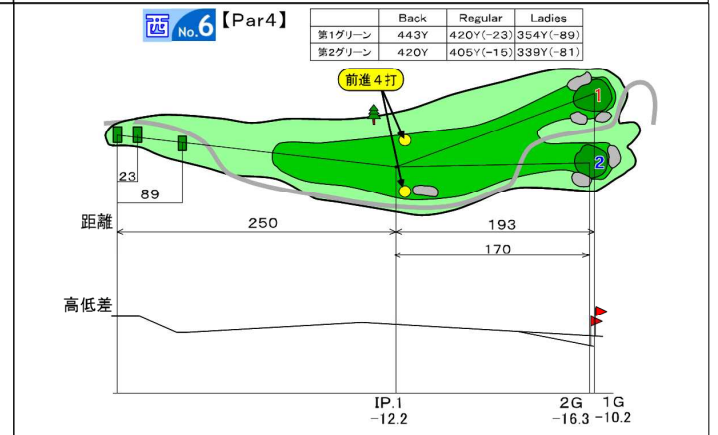 西 No.6 【Par4】
Back Regular Ladies
第1グリーン 443Y 420Y(-23) 354Y(-89)
第2グリーン 420Y 405Y(-15) 339Y(-81)
前進4打
1
2
23
89
距離 250 193
170
高低差
IP.1 2G 1G
-12.2 -16.3 -10.2